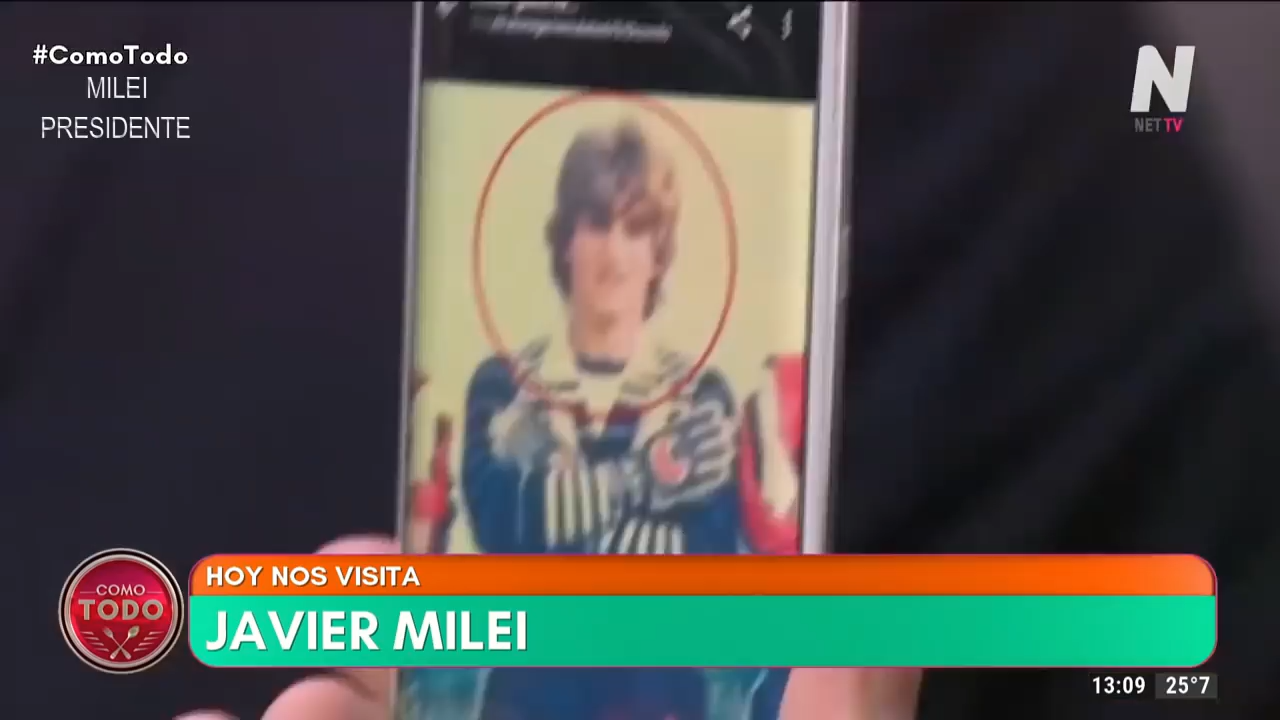 #ComoTodo
MILEI
PRESIDENTE
N
NET TV
COMO
TODO
HOY NOS VISITA
JAVIER MILEI
13:09 25°7